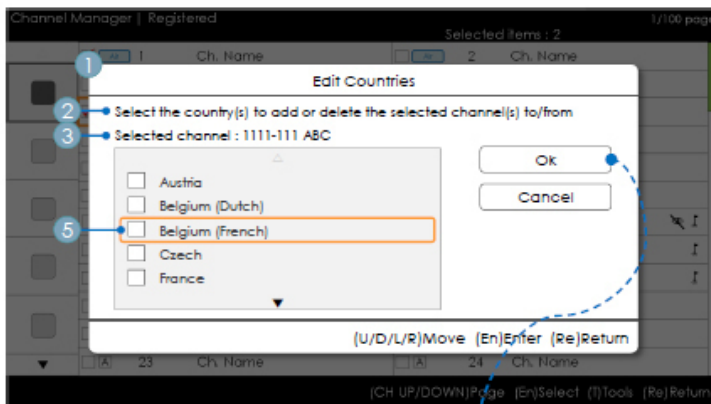 Channel Manager | Registered
1/100 page
Selected items : 2
1 Ch. Name 2 Ch. Name
1
Edit Countries
2 Select the country(s) to add or delete the selected channel(s) to/from
3 Selected channel : 1111-111 ABC
Ok
Austria
Cancel
Belgium (Dutch)
5 Belgium (French)
Czech
France
(U/D/L/R)Move (En)Enter (Re)Return
A 23 Ch. Name A 24 Ch. Name
(CH UP/DOWN)Page (En)Select (T)Tools (Re)Return